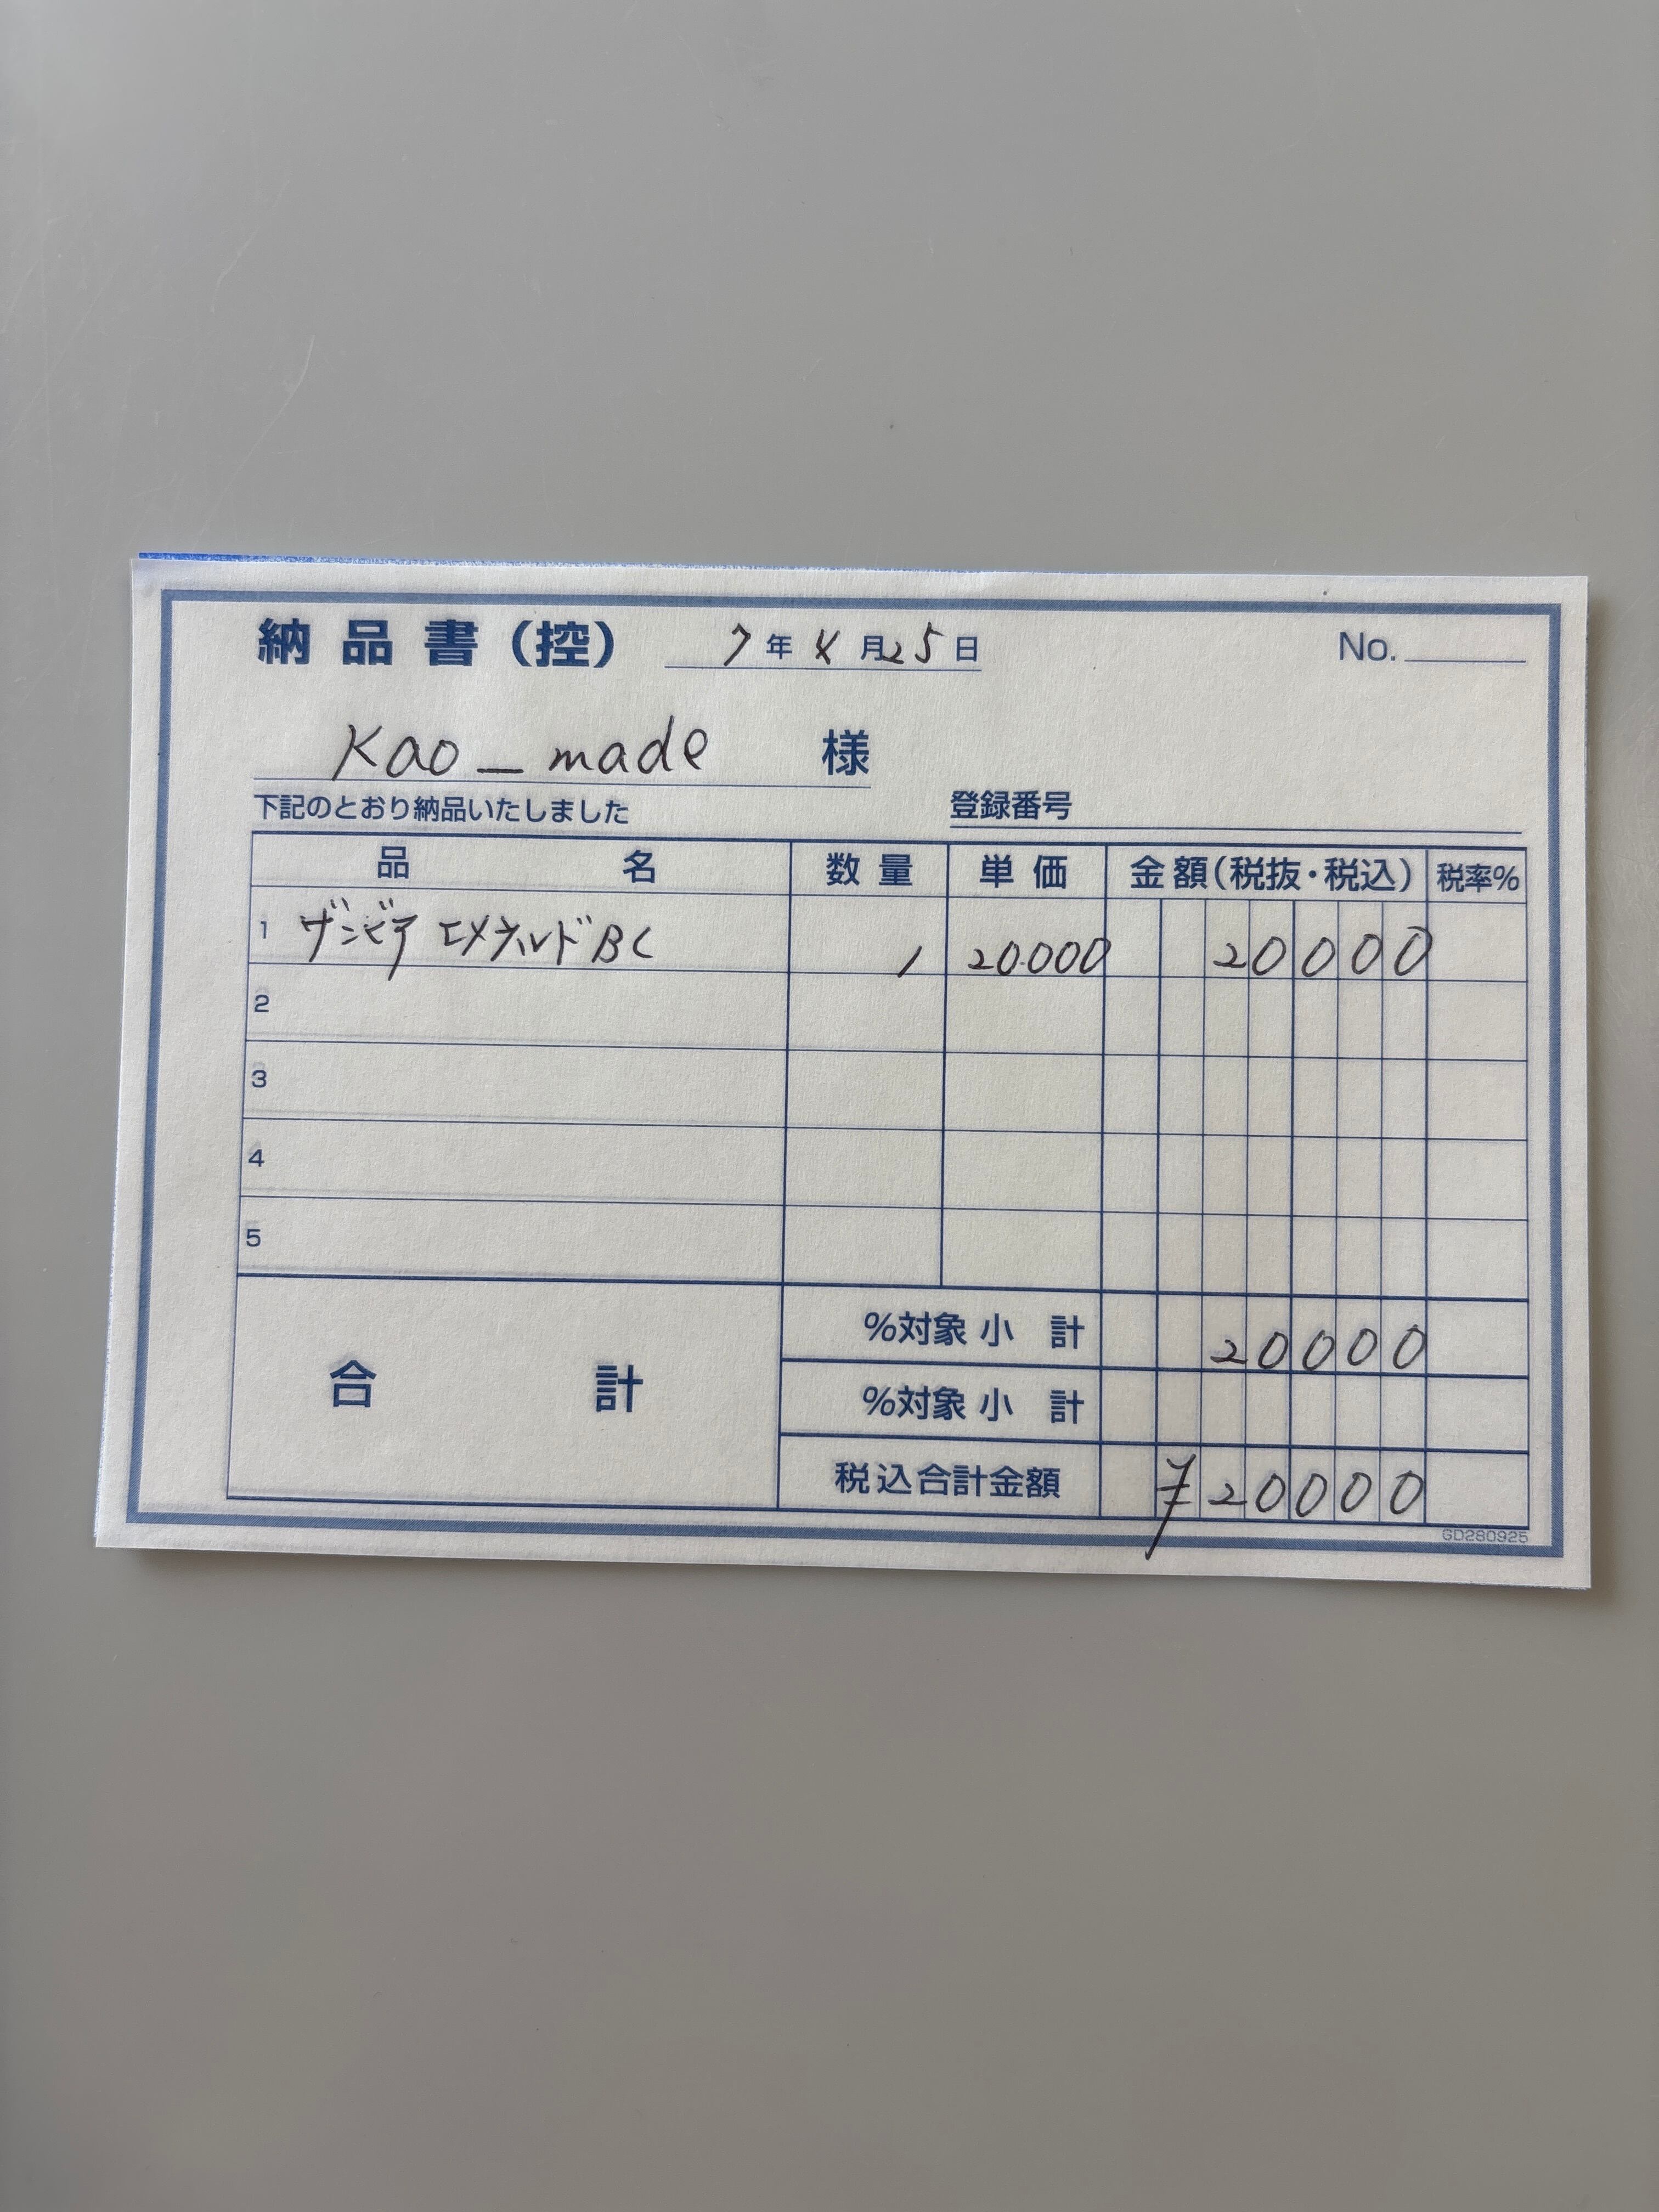 納品書(控) 7年4月25日 No.
Kao_made 様
下記のとおり納品いたしました 登録番号
品名 数量 単価 金額(税抜・税込) 税率%
1 ザンビア エメラルド BC 1 20.000 20000
2
3
4
5
合計 %対象 小計 20000
%対象 小計
税込合計金額 ¥20000
GD280925